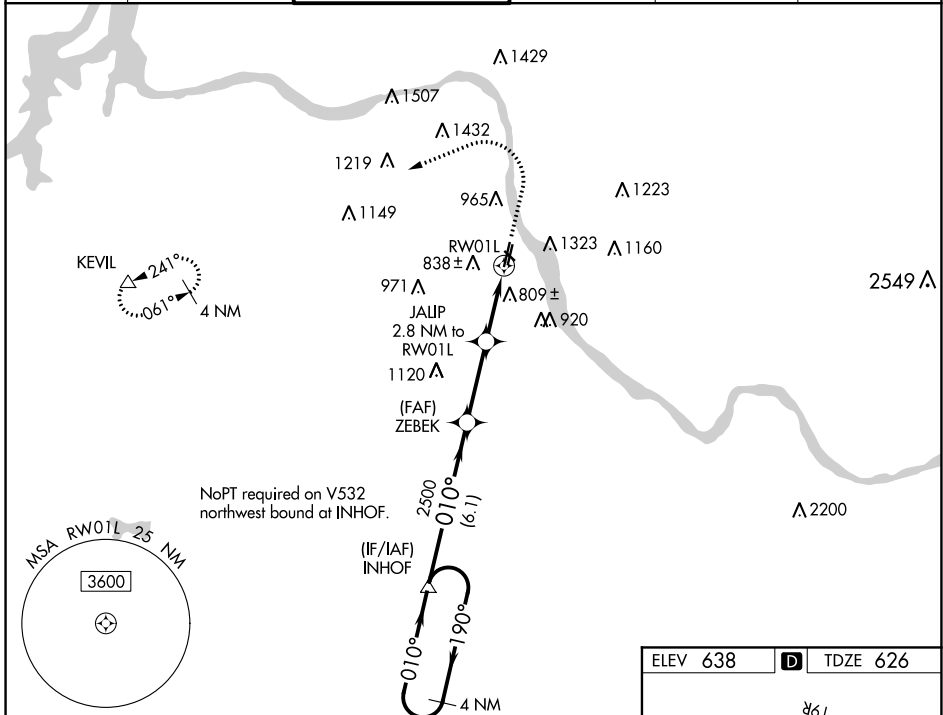 1429
1507
1432
1219
965
1223
1149
RW01L
1323
1160
838±
KEVIL
241°
061°
4 NM
971
809±
2549
JALIP
2.8 NM to
RW01L
920
1120
(FAF)
ZEBEK
NoPT required on V532
northwest bound at INHOF.
2500
010°
(6.1)
2200
MSA RW01L 25 NM
3600
(IF/IAF)
INHOF
010°
190°
4 NM
ELEV 638 D TDZE 626
19R